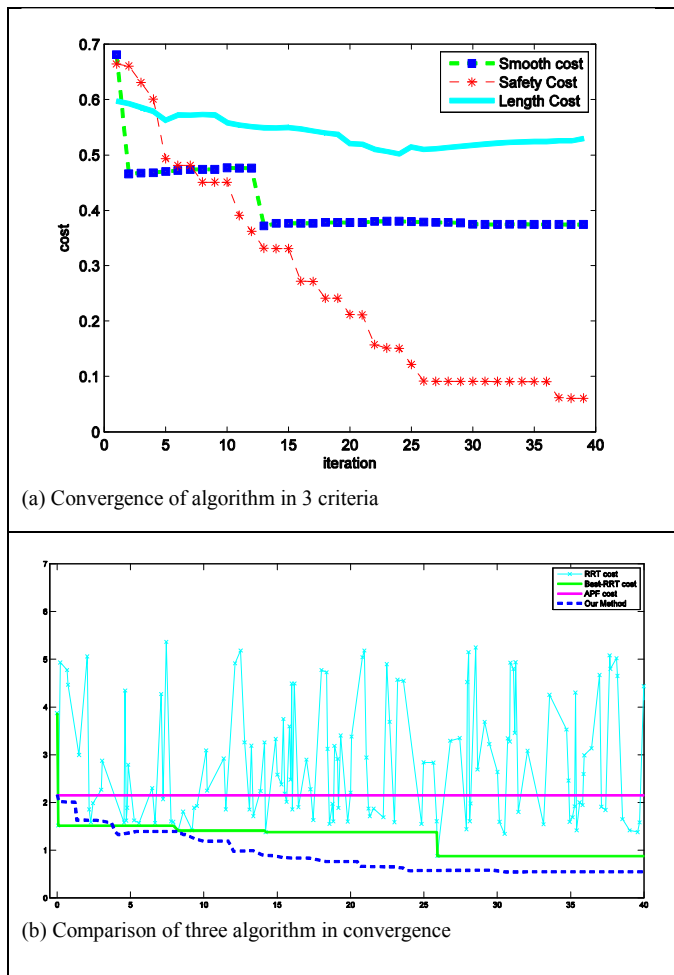 0.7
0.6
0.5
0.4
0.3
0.2
0.1
0
cost
Smooth cost
Safety Cost
Length Cost
0 5 10 15 20 25 30 35 40
iteration
(a) Convergence of algorithm in 3 criteria
7
6
5
4
3
2
1
0
RRT cost
Best-RRT cost
APF cost
Our Method
0 5 10 15 20 25 30 35 40
(b) Comparison of three algorithm in convergence